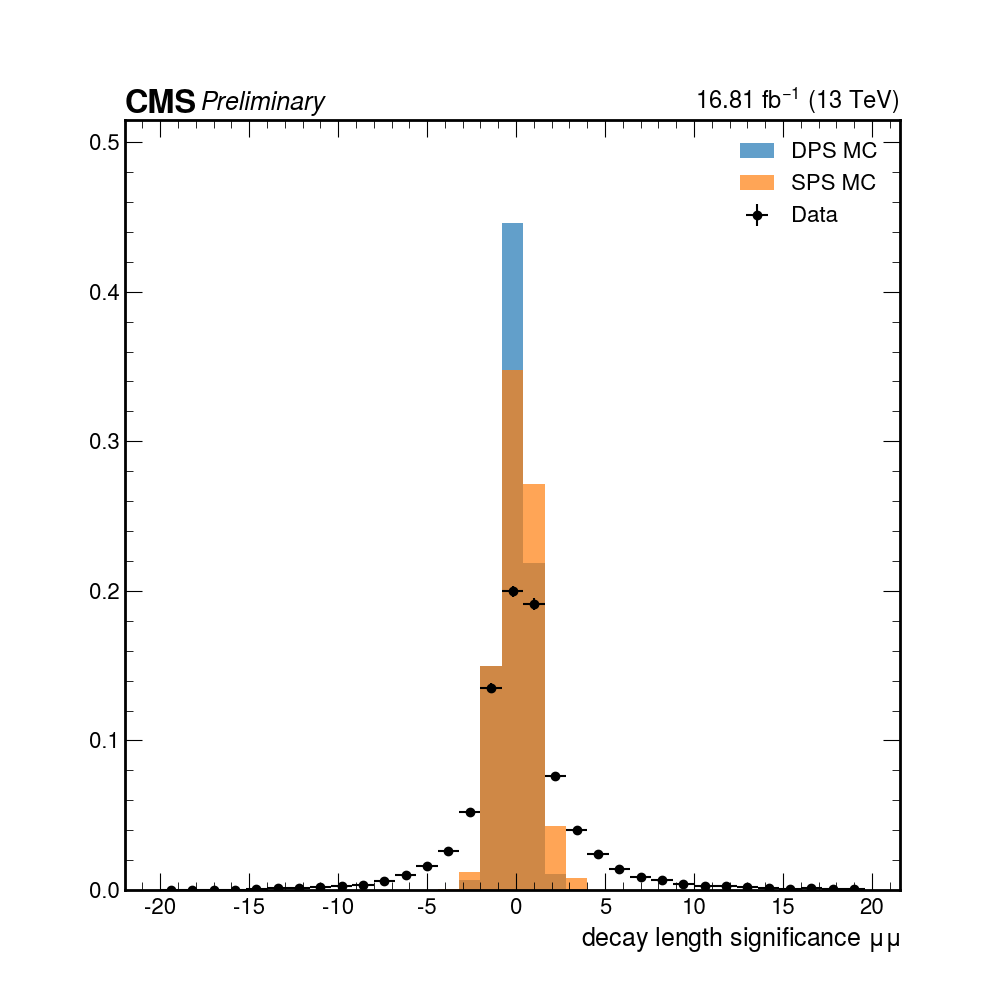 CMS Preliminary 16.81 fb⁻¹ (13 TeV)
DPS MC
SPS MC
Data
0.5
0.4
0.3
0.2
0.1
0.0
-20 -15 -10 -5 0 5 10 15 20
decay length significance μμ